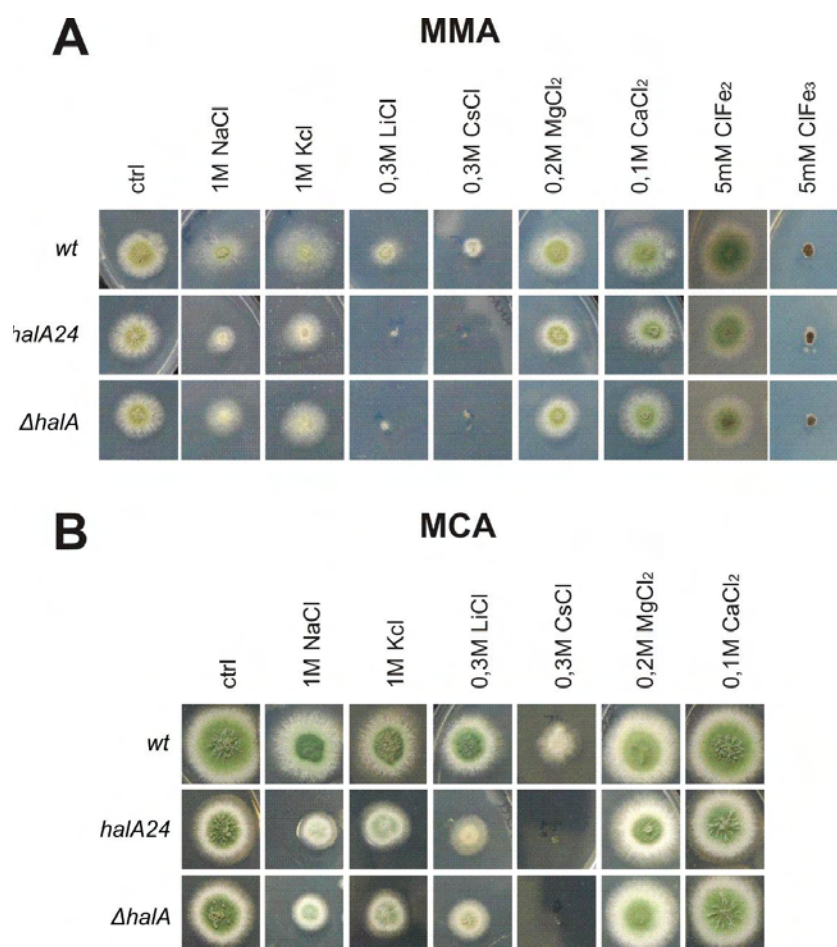 A
MMA
ctrl
1M NaCl
1M Kcl
0,3M LiCl
0,3M CsCl
0,2M MgCl2
0,1M CaCl2
5mM ClFe2
5mM ClFe3
wt
halA24
ΔhalA
B
MCA
ctrl
1M NaCl
1M Kcl
0,3M LiCl
0,3M CsCl
0,2M MgCl2
0,1M CaCl2
wt
halA24
ΔhalA